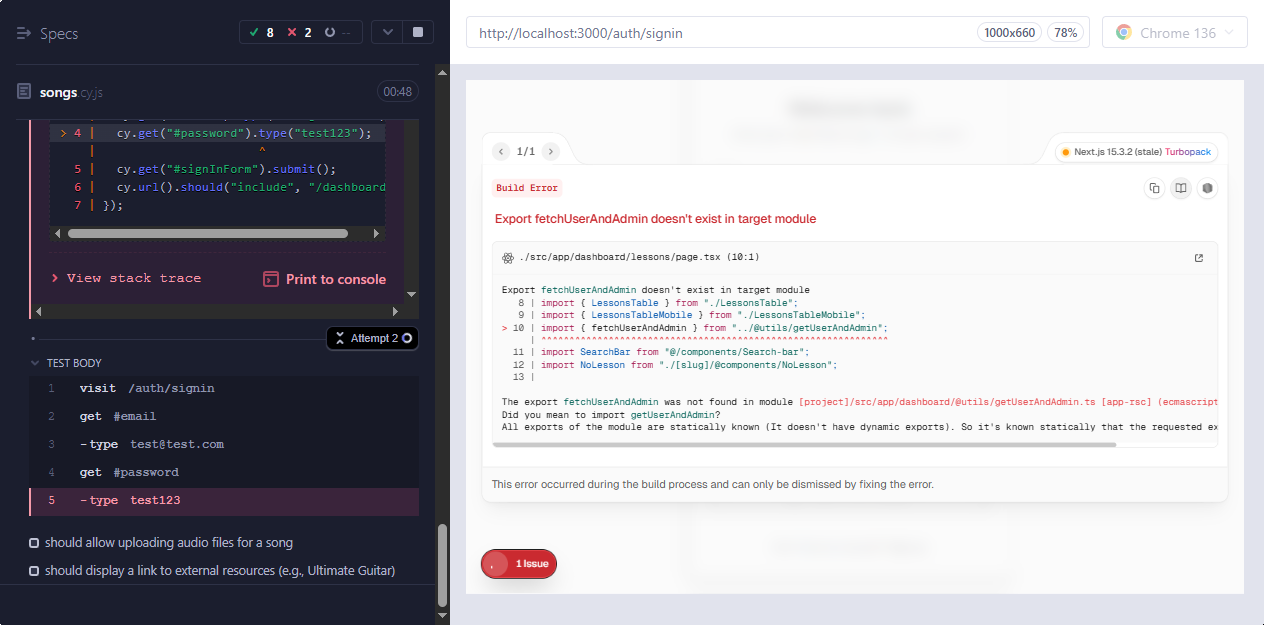 Specs
8 2 --
songs.cy.js 00:48
> 4 | cy.get("#password").type("test123");
| ^
5 | cy.get("#signInForm").submit();
6 | cy.url().should("include", "/dashboard
7 | });
View stack trace
Print to console
Attempt 2
TEST BODY
1 visit /auth/signin
2 get #email
3 -type test@test.com
4 get #password
5 -type test123
should allow uploading audio files for a song
should display a link to external resources (e.g., Ultimate Guitar)
http://localhost:3000/auth/signin
1000x660
78%
Chrome 136
1/1
Next.js 15.3.2 (stale) Turbopack
Build Error
Export fetchUserAndAdmin doesn't exist in target module
./src/app/dashboard/lessons/page.tsx (10:1)
Export fetchUserAndAdmin doesn't exist in target module
8 | import { LessonsTable } from "./LessonsTable";
9 | import { LessonsTableMobile } from "./LessonsTableMobile";
> 10 | import { fetchUserAndAdmin } from "../@utils/getUserAndAdmin";
| ^^^^^^^^^^^^^^^^^^^^^^^^^^^^^^^^^^^^^^^^^^^^^^^^^^^^^^^^^^^^^^
11 | import SearchBar from "@/components/Search-bar";
12 | import NoLesson from "./[slug]/@components/NoLesson";
13 |
The export fetchUserAndAdmin was not found in module [project]/src/app/dashboard/@utils/getUserAndAdmin.ts [app-rsc] (ecmascript
Did you mean to import getUserAndAdmin?
All exports of the module are statically known (It doesn't have dynamic exports). So it's known statically that the requested ex
This error occurred during the build process and can only be dismissed by fixing the error.
1 Issue